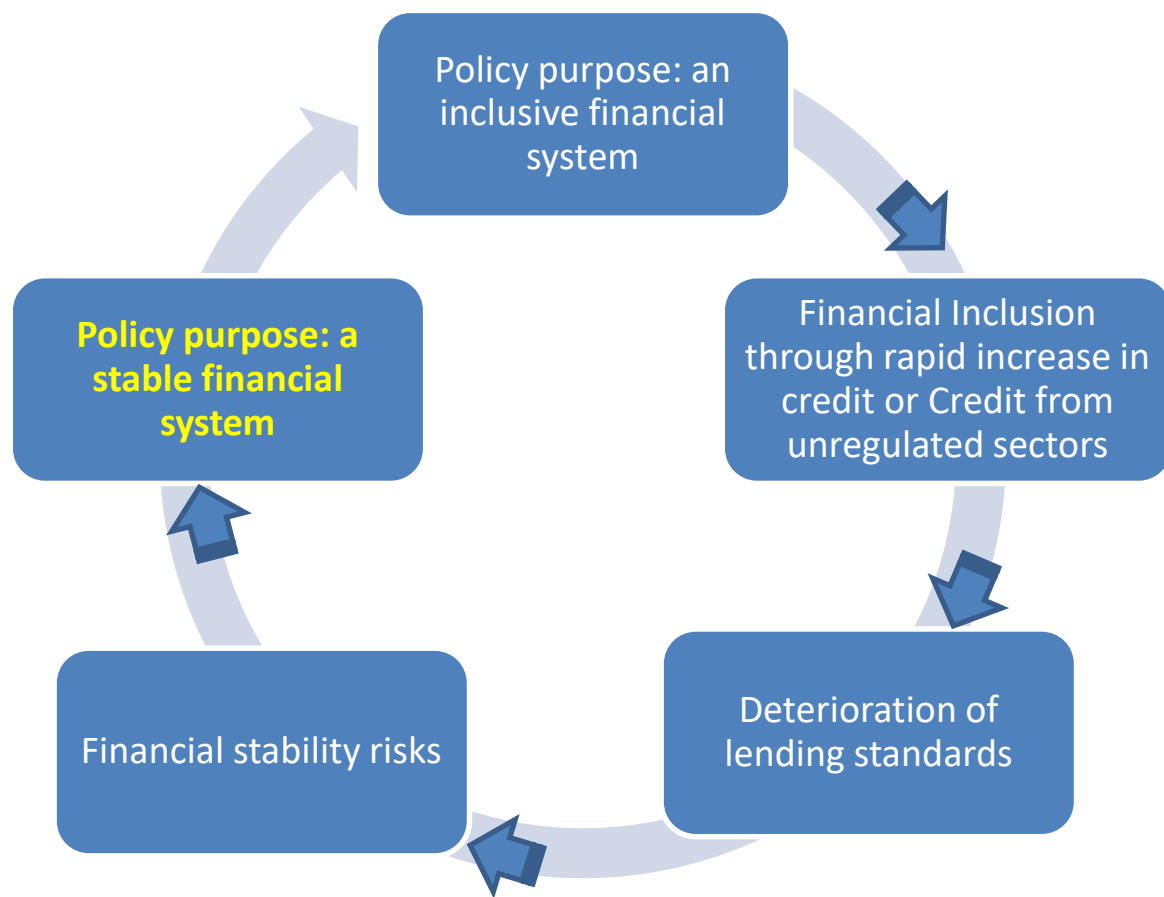 Policy purpose: an
inclusive financial
system
Financial Inclusion
through rapid increase in
credit or Credit from
unregulated sectors
Deterioration of
lending standards
Financial stability risks
Policy purpose: a
stable financial
system